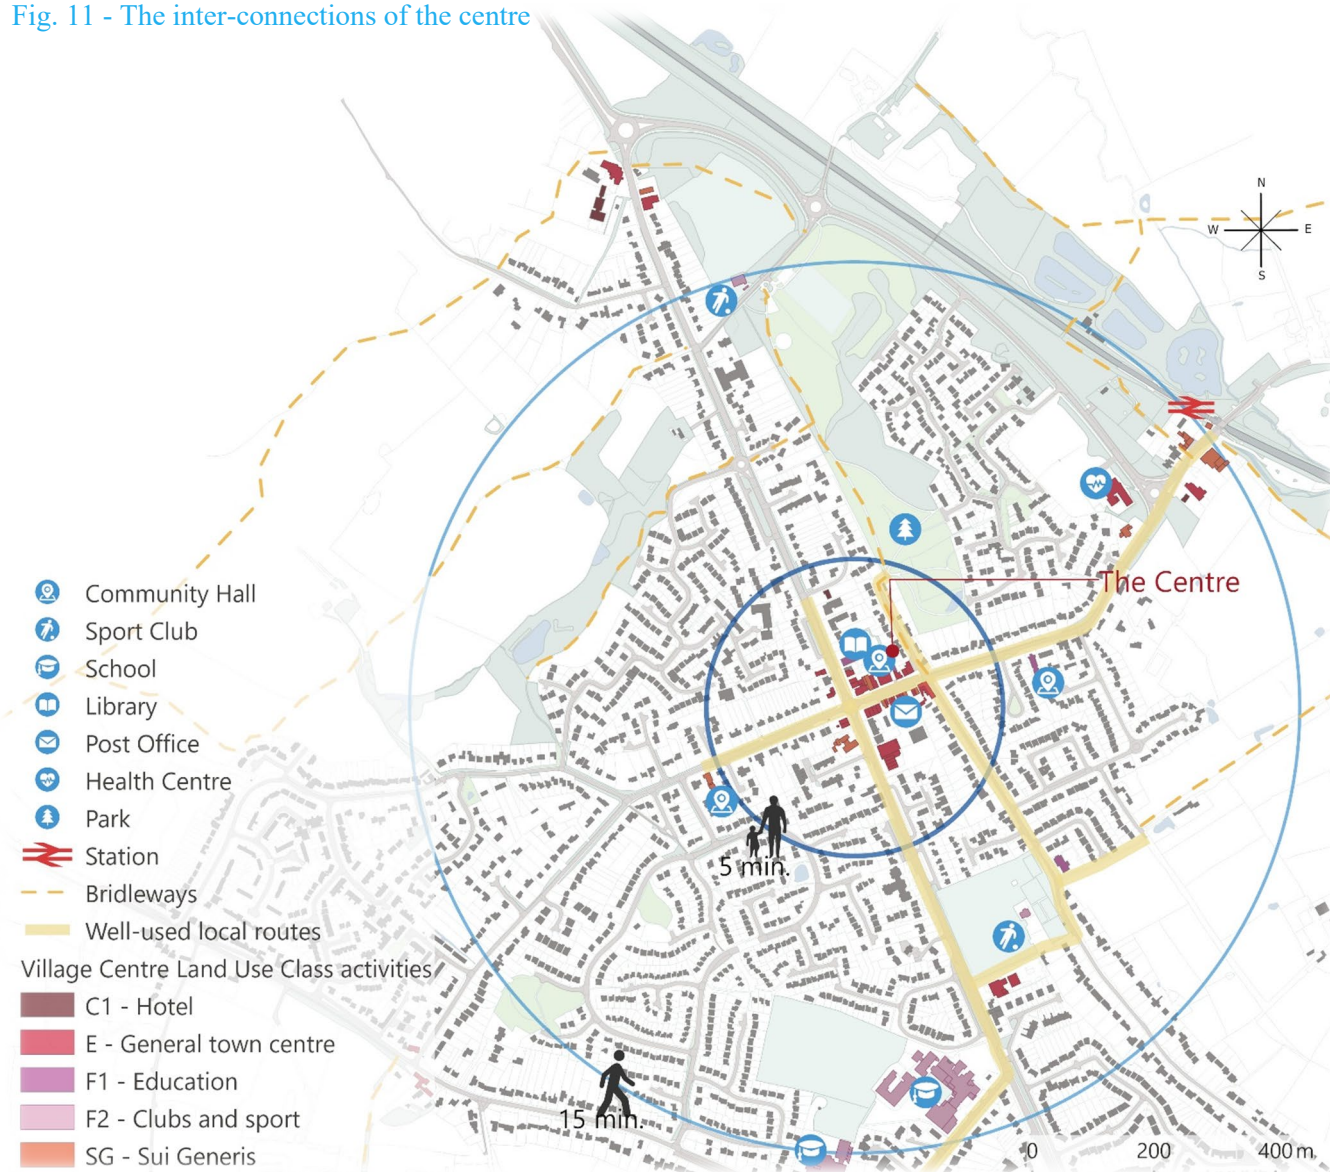 Fig. 11 - The inter-connections of the centre
N
W
E
S
The Centre
5 min.
15 min.
Community Hall
Sport Club
School
Library
Post Office
Health Centre
Park
Station
Bridleways
Well-used local routes
Village Centre Land Use Class activities
C1 - Hotel
E - General town centre
F1 - Education
F2 - Clubs and sport
SG - Sui Generis
0 200 400 m